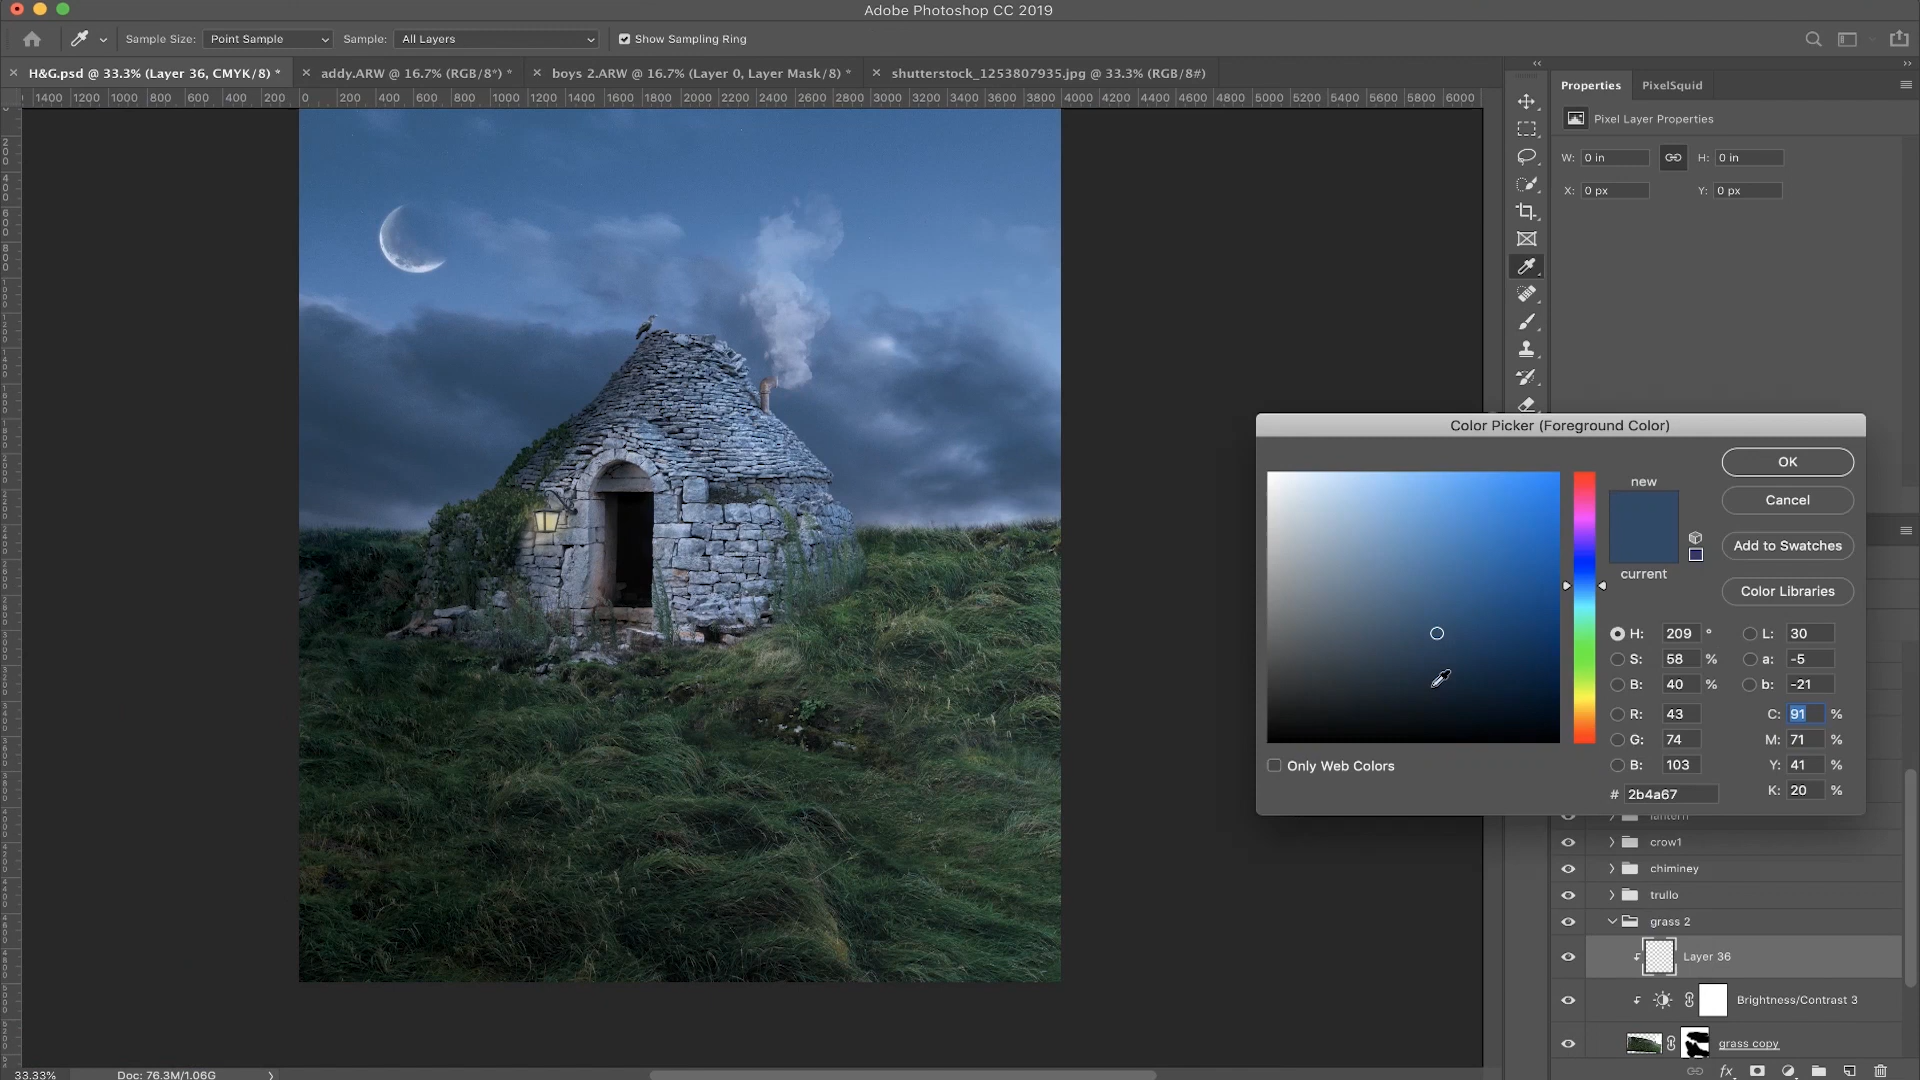 Adobe Photoshop CC 2019
Sample Size: Point Sample Sample: All Layers Show Sampling Ring
H&G.psd @ 33.3% (Layer 36, CMYK/8) * addy.ARW @ 16.7% (RGB/8*) * boys 2.ARW @ 16.7% (Layer 0, Layer Mask/8) * shutterstock_1253807935.jpg @ 33.3% (RGB/8#)
1400 1200 1000 800 600 400 200 0 200 400 600 800 1000 1200 1400 1600 1800 2000 2200 2400 2600 2800 3000 3200 3400 3600 3800 4000 4200 4400 4600 4800 5000 5200 5400 5600 5800 6000
Properties PixelSquid
Pixel Layer Properties
W: 0 in H: 0 in
X: 0 px Y: 0 px
Color Picker (Foreground Color)
new
current
OK
Cancel
Add to Swatches
Color Libraries
H: 209 ° L: 30
S: 58 % a: -5
B: 40 % b: -21
R: 43 C: 91 %
G: 74 M: 71 %
B: 103 Y: 41 %
# 2b4a67 K: 20 %
Only Web Colors
lantern
crow1
chiminey
trullo
grass 2
Layer 36
Brightness/Contrast 3
grass copy
fx
33.33% Doc: 76.3M/1.06G